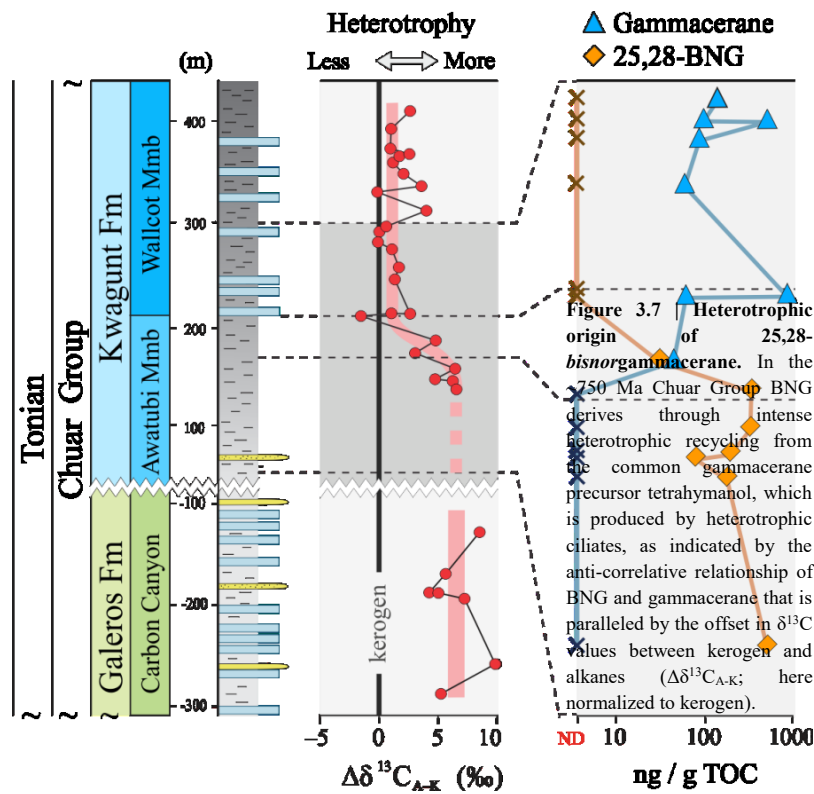 Heterotrophy
Less More
(m)
Gammacerane
25,28-BNG
Tonian
~
~
Chuar Group
~
~
Kwagunt Fm
Galeros Fm
~
Wallcot Mmb
Awatubi Mmb
Carbon Canyon
400
300
200
100
-100
-200
-300
kerogen
−5 0 5 10
Δδ ¹³C A–K (‰)
Figure 3.7 | Heterotrophic
origin of 25,28-
bisnorgammacerane. In the
750 Ma Chuar Group BNG
derives through intense
heterotrophic recycling from
the common gammacerane
precursor tetrahymanol, which
is produced by heterotrophic
ciliates, as indicated by the
anti-correlative relationship of
BNG and gammacerane that is
paralleled by the offset in δ¹³C
values between kerogen and
alkanes (Δδ¹³C A-K; here
normalized to kerogen).
ND 10 100 1000
ng / g TOC